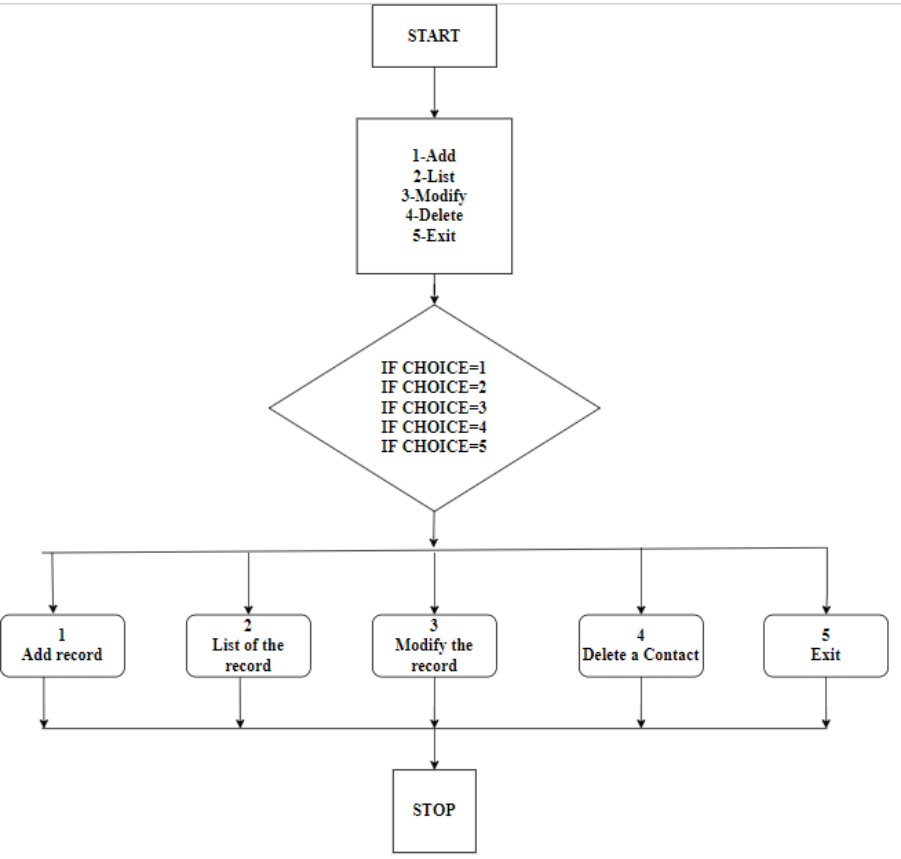 START
1-Add
2-List
3-Modify
4-Delete
5-Exit
IF CHOICE=1
IF CHOICE=2
IF CHOICE=3
IF CHOICE=4
IF CHOICE=5
1
Add record
2
List of the
record
3
Modify the
record
4
Delete a Contact
5
Exit
STOP